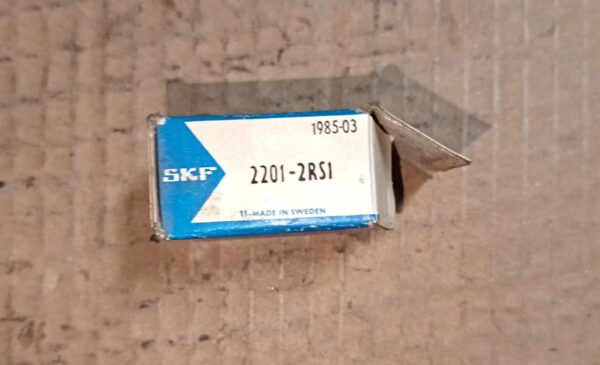 1985-03
SKF
2201-2RS1
11-MADE IN SWEDEN